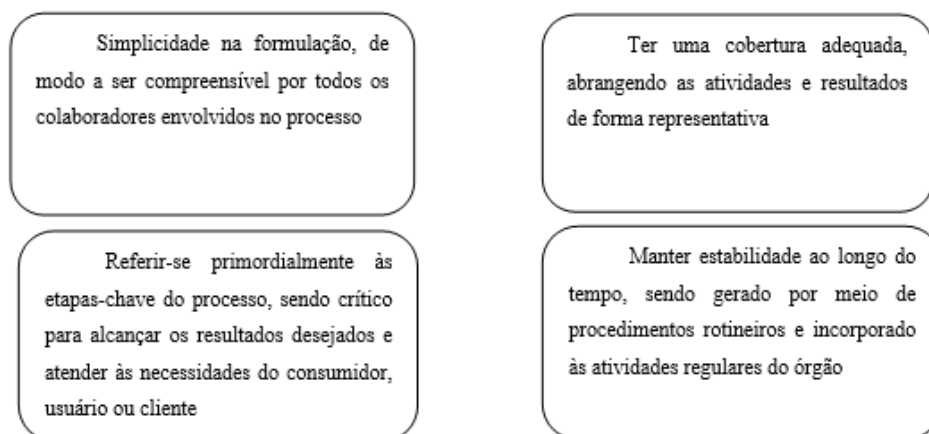 Simplicidade na formulação, de
modo a ser compreensível por todos os
colaboradores envolvidos no processo
Ter uma cobertura adequada,
abrangendo as atividades e resultados
de forma representativa
Referir-se primordialmente às
etapas-chave do processo, sendo crítico
para alcançar os resultados desejados e
atender às necessidades do consumidor,
usuário ou cliente
Manter estabilidade ao longo do
tempo, sendo gerado por meio de
procedimentos rotineiros e incorporado
às atividades regulares do órgão